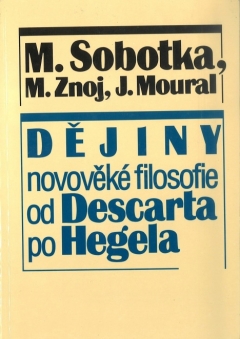 M. Sobotka,
M. Znoj, J. Moural
DĚJINY
novověké filosofie
od Descarta
po Hegela